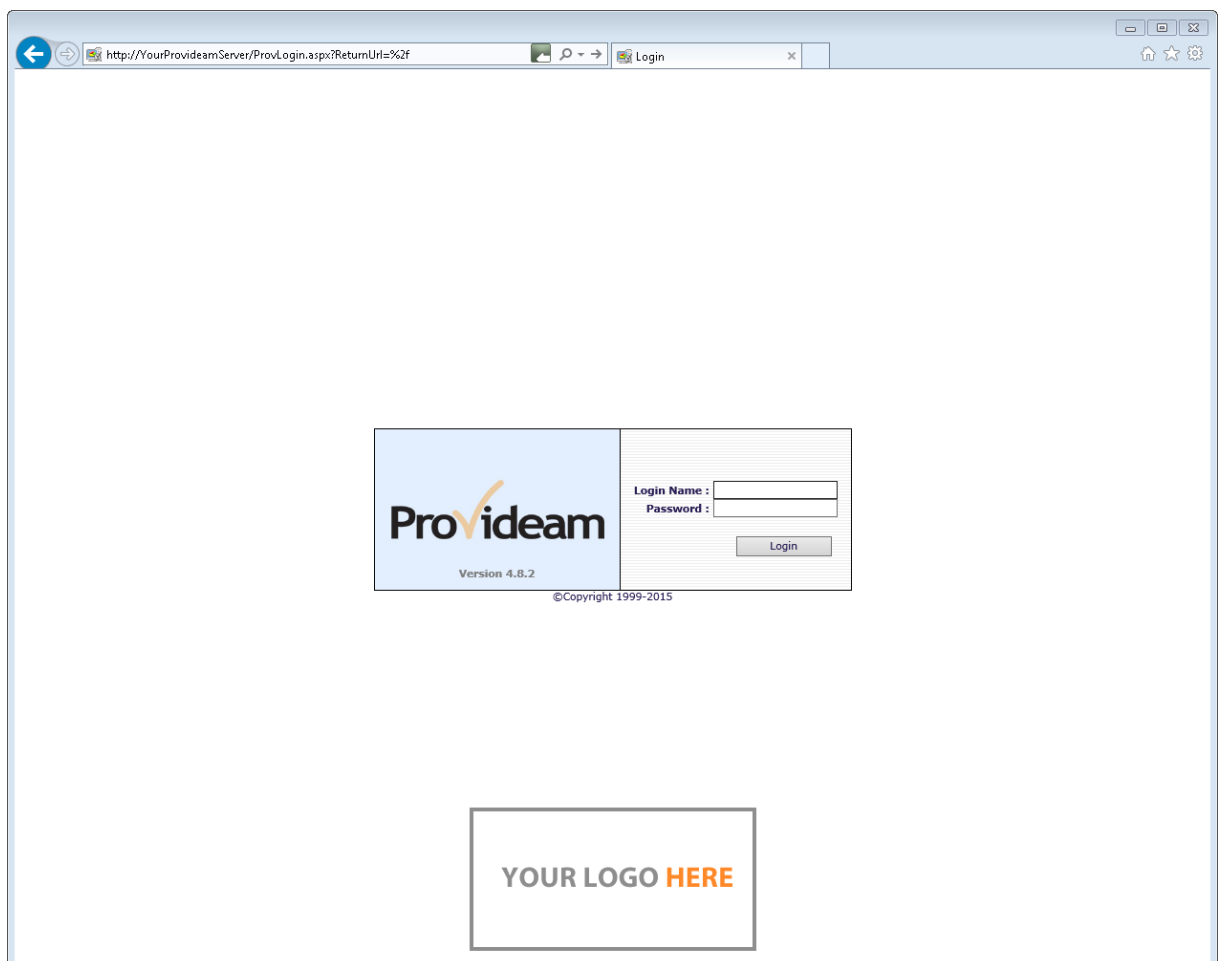 http://YourProvideamServer/ProvLogin.aspx?ReturnUrl=%2f
Login
Provideam
Version 4.8.2
Login Name :
Password :
Login
©Copyright 1999-2015
YOUR LOGO HERE